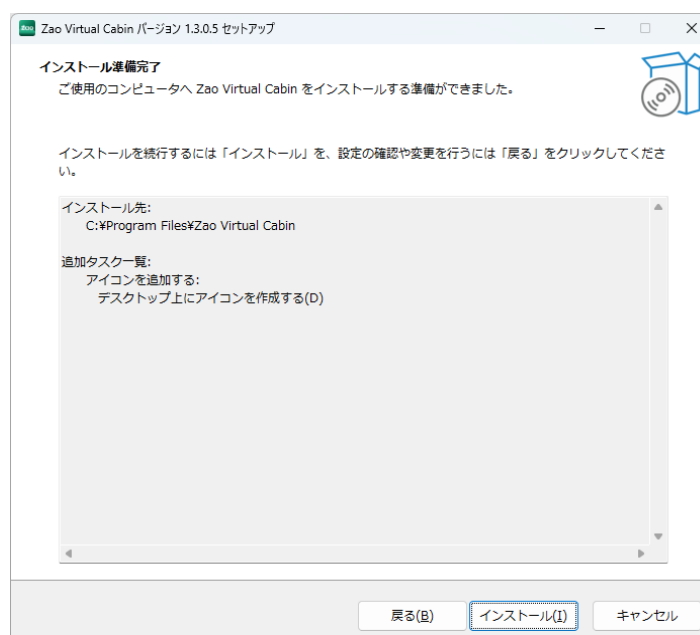 Zao Virtual Cabin バージョン 1.3.0.5 セットアップ
インストール準備完了
ご使用のコンピュータへ Zao Virtual Cabin をインストールする準備ができました。
インストールを続行するには「インストール」を、設定の確認や変更を行うには「戻る」をクリックしてくださ
い。
インストール先:
C:¥Program Files¥Zao Virtual Cabin
追加タスク一覧:
アイコンを追加する:
デスクトップ上にアイコンを作成する(D)
戻る(B)
インストール(I)
キャンセル